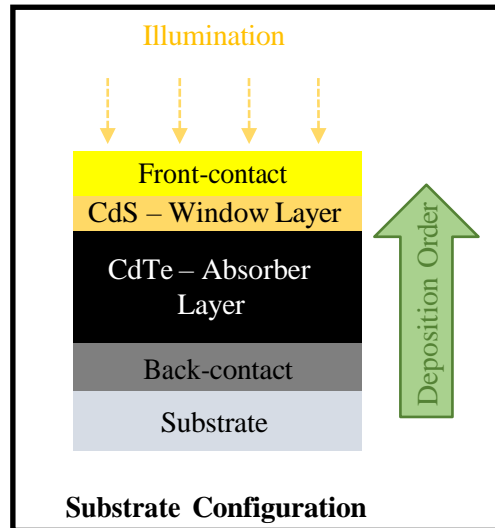 Illumination
Front-contact
CdS – Window Layer
CdTe – Absorber
Layer
Back-contact
Substrate
Deposition Order
Substrate Configuration